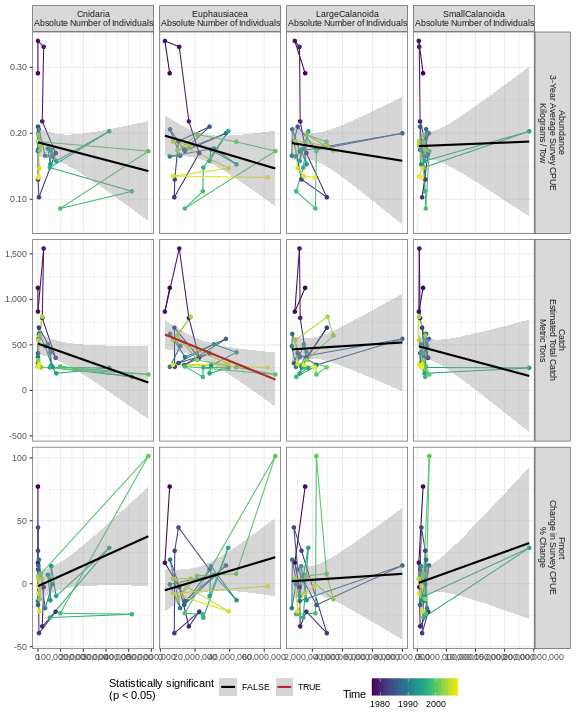 Cnidaria
Absolute Number of Individuals
Euphausiacea
Absolute Number of Individuals
LargeCalanoida
Absolute Number of Individuals
SmallCalanoida
Absolute Number of Individuals
0.30
0.20
0.10
Abundance
3-Year Average Survey CPUE
Kilograms / Tow
1,500
1,000
500
0
-500
Catch
Estimated Total Catch
Metric Tons
100
50
0
-50
Fmort
Change in Survey CPUE
% Change
Statistically significant
(p < 0.05)
FALSE
TRUE
Time
1980
1990
2000